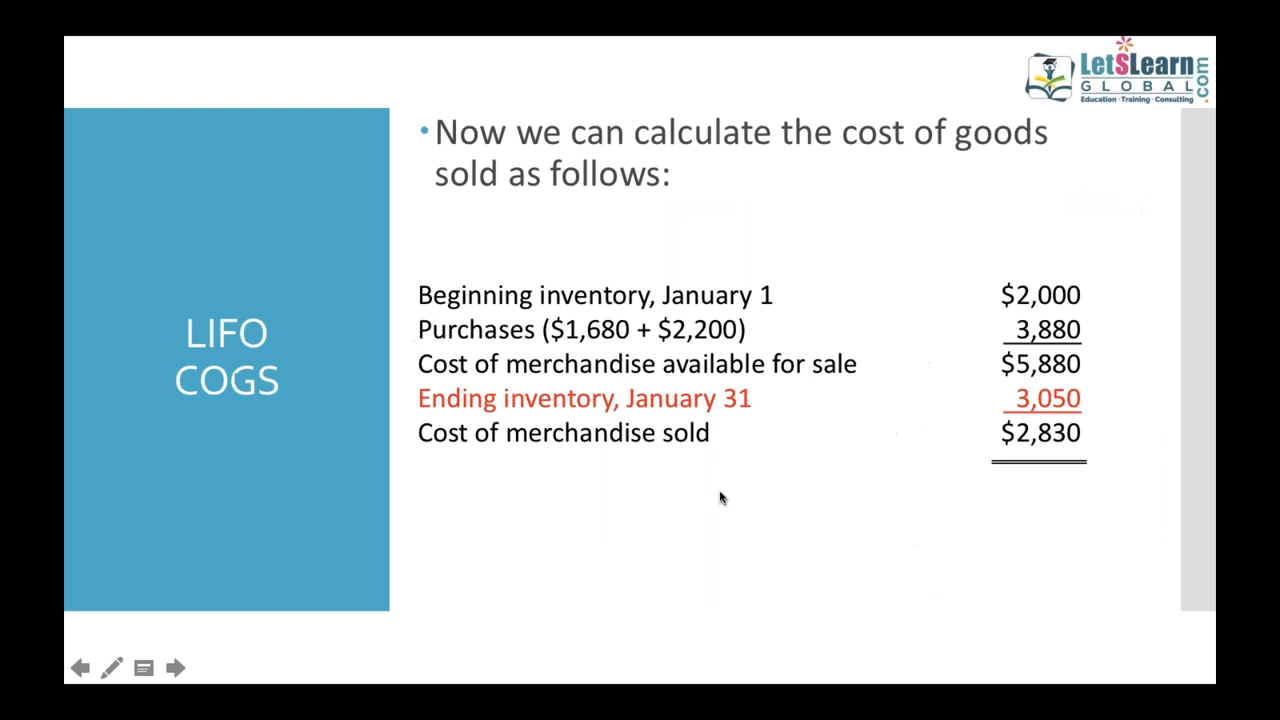 LetSLearn
GLOBAL
.com
Education · Training · Consulting
• Now we can calculate the cost of goods
sold as follows:
LIFO
COGS
Beginning inventory, January 1 $2,000
Purchases ($1,680 + $2,200) 3,880
Cost of merchandise available for sale $5,880
Ending inventory, January 31 3,050
Cost of merchandise sold $2,830